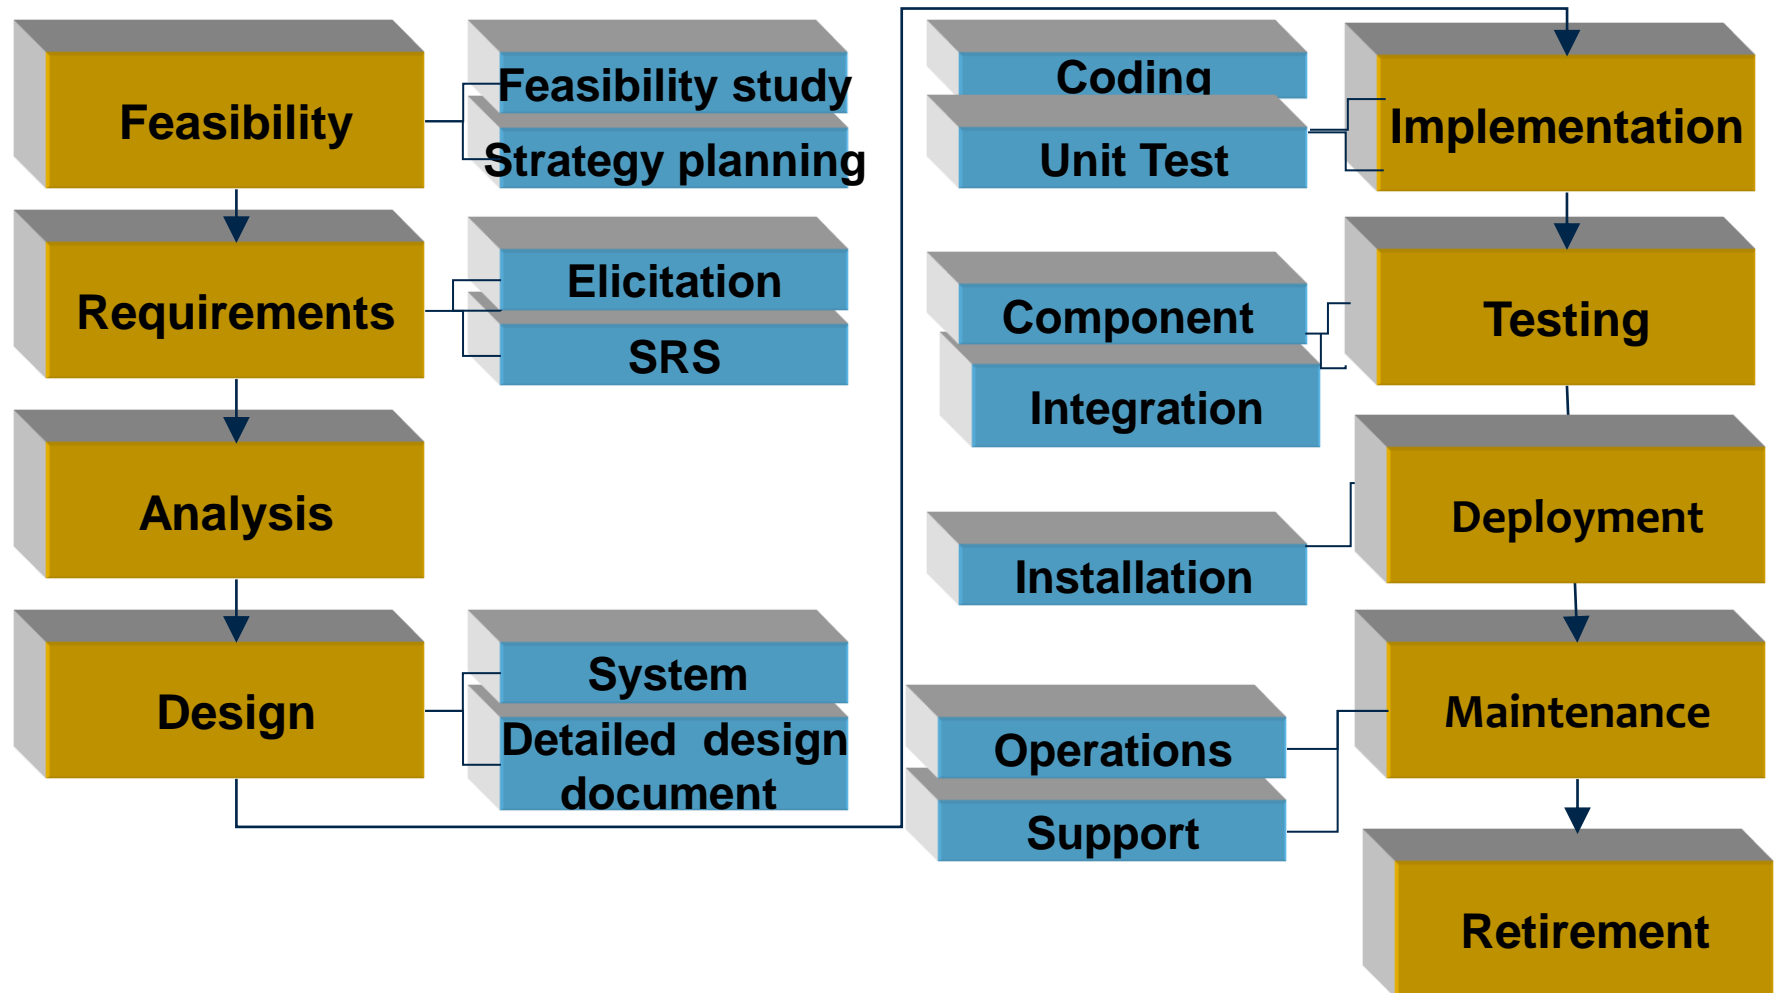 Feasibility
Feasibility study
Strategy planning
Requirements
Elicitation
SRS
Analysis
Design
System
Detailed design
document
Coding
Unit Test
Implementation
Component
Integration
Testing
Installation
Deployment
Operations
Support
Maintenance
Retirement